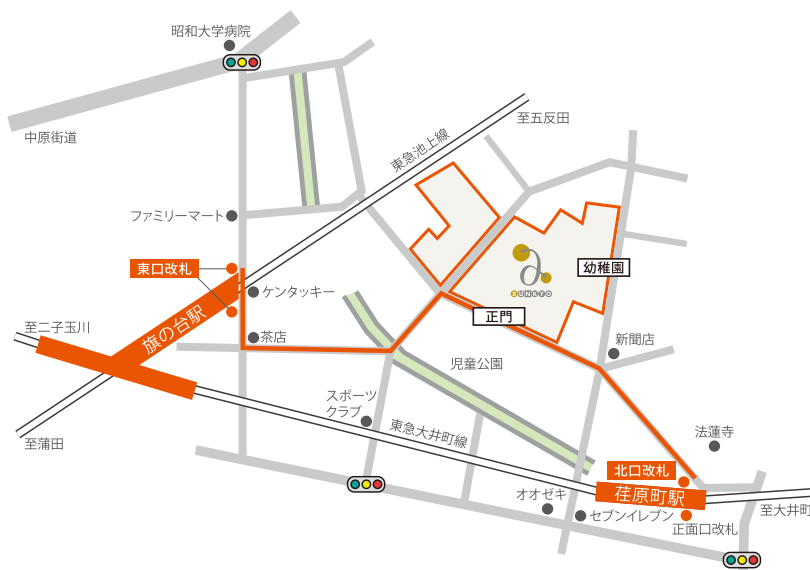 昭和大学病院
中原街道
至五反田
東急池上線
ファミリーマート
東口改札
ケンタッキー
旗の台駅
幼稚園
BUNKYO
正門
至二子玉川
茶店
新聞店
児童公園
スポーツ
クラブ
東急大井町線
至蒲田
法蓮寺
北口改札
荏原町駅
オオゼキ
セブンイレブン
正面口改札
至大井町